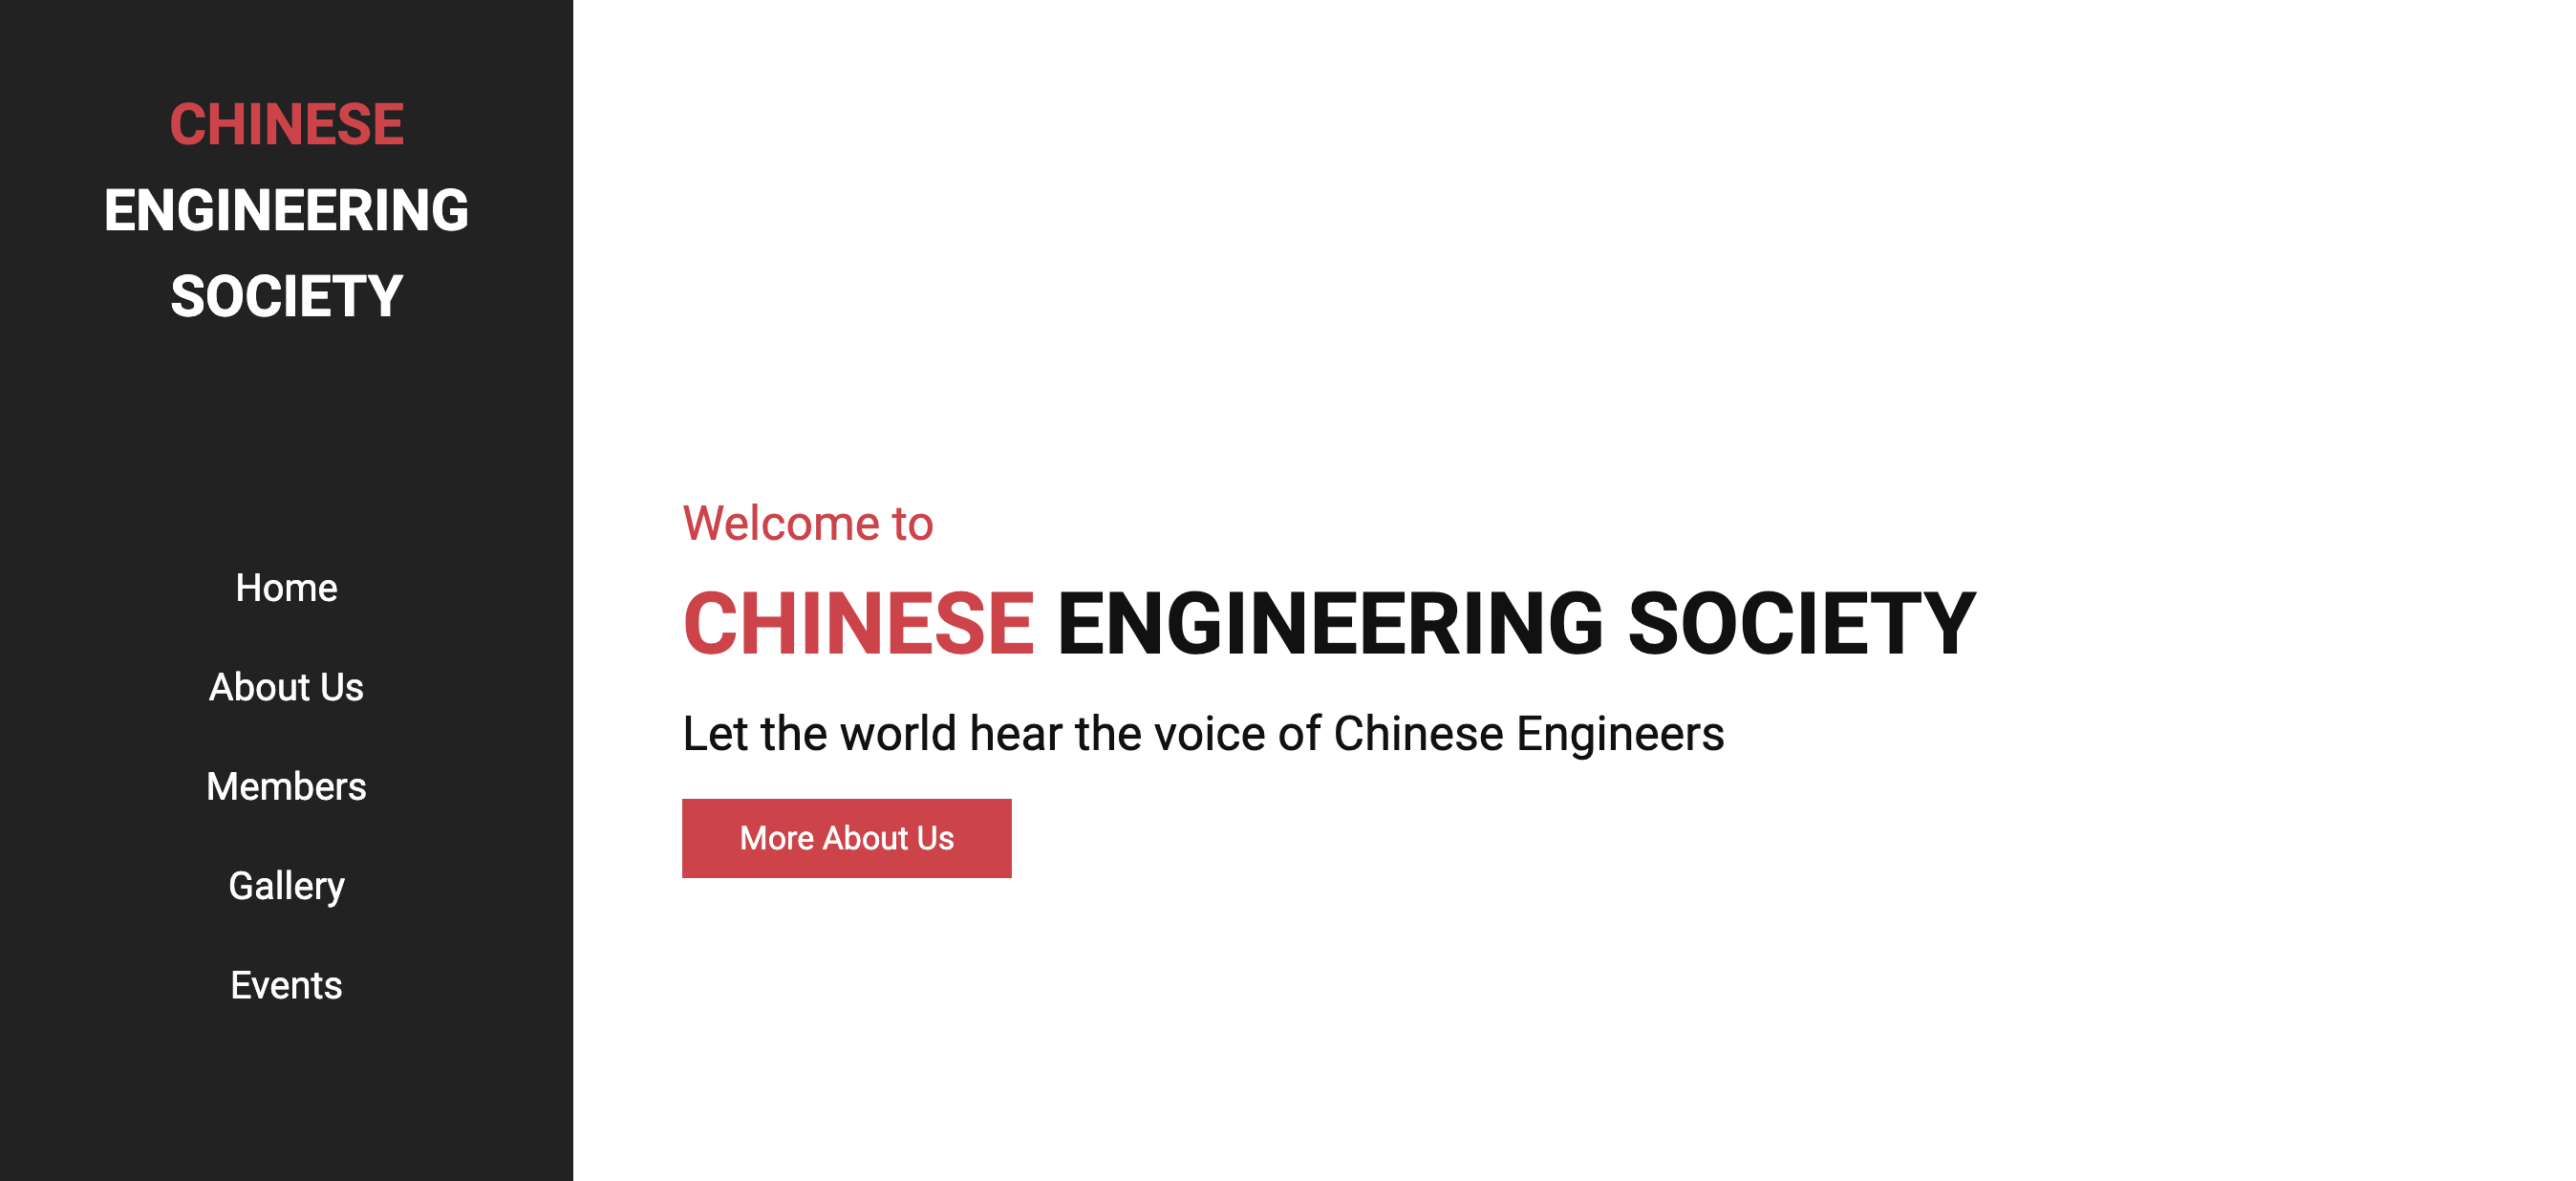 CHINESE
ENGINEERING
SOCIETY
Home
About Us
Members
Gallery
Events
Welcome to
CHINESE ENGINEERING SOCIETY
Let the world hear the voice of Chinese Engineers
More About Us